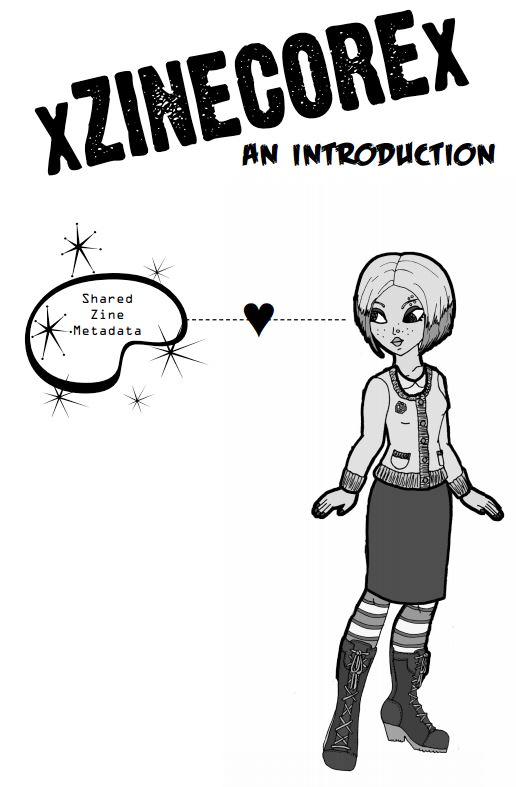 xZINECOREx
AN INTRODUCTION
Shared
Zine
Metadata